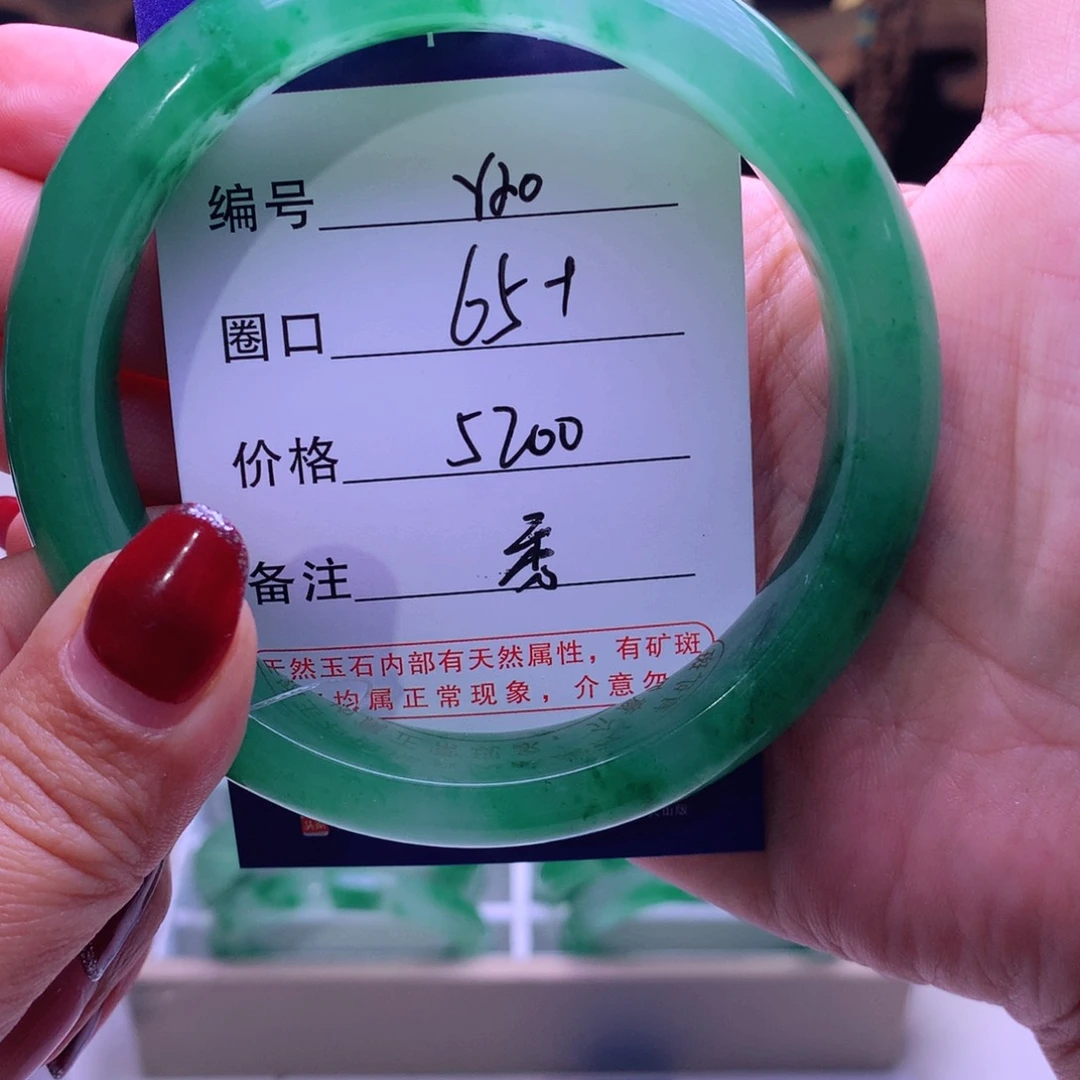 编号 Y20
圈口 65+
价格 5200
备注
天然玉石内部有天然属性，有矿斑
均属正常现象，介意勿